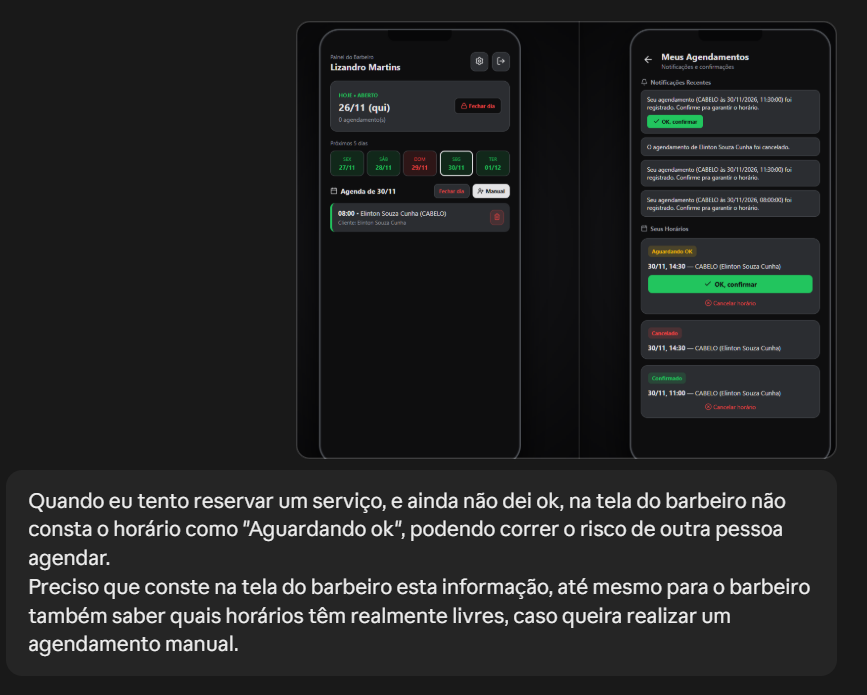 Painel do Barbeiro
Lizandro Martins
HOJE • ABERTO
26/11 (qui)
0 agendamento(s)
Fechar dia
Próximos 5 dias
SEX
27/11
SÁB
28/11
DOM
29/11
SEG
30/11
TER
01/12
Agenda de 30/11
Fechar dia
Manual
08:00 - Elinton Souza Cunha (CABELO)
Cliente: Elinton Souza Cunha
Meus Agendamentos
Notificações e confirmações
Notificações Recentes
Seu agendamento (CABELO às 30/11/2026, 11:30:00) foi
registrado. Confirme pra garantir o horário.
OK, confirmar
O agendamento de Elinton Souza Cunha foi cancelado.
Seu agendamento (CABELO às 30/11/2026, 11:30:00) foi
registrado. Confirme pra garantir o horário.
Seu agendamento (CABELO às 30/11/2026, 08:00:00) foi
registrado. Confirme pra garantir o horário.
Seus Horários
Aguardando OK
30/11, 14:30 — CABELO (Elinton Souza Cunha)
OK, confirmar
Cancelar horário
Cancelado
30/11, 14:30 — CABELO (Elinton Souza Cunha)
Confirmado
30/11, 11:00 — CABELO (Elinton Souza Cunha)
Cancelar horário
Quando eu tento reservar um serviço, e ainda não dei ok, na tela do barbeiro não
consta o horário como "Aguardando ok", podendo correr o risco de outra pessoa
agendar.
Preciso que conste na tela do barbeiro esta informação, até mesmo para o barbeiro
também saber quais horários têm realmente livres, caso queira realizar um
agendamento manual.